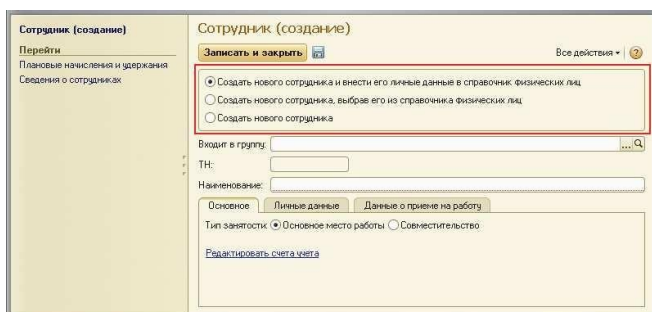 Сотрудник (создание)
Перейти
Плановые начисления и удержания
Сведения о сотрудниках
Сотрудник (создание)
Записать и закрыть
Все действия
?
Создать нового сотрудника и внести его личные данные в справочник физических лиц
Создать нового сотрудника, выбрав его из справочника физических лиц
Создать нового сотрудника
Входит в группу:
...
ТН:
Наименование:
Основное Личные данные Данные о приеме на работу
Тип занятости: Основное место работы Совместительство
Редактировать счета учета